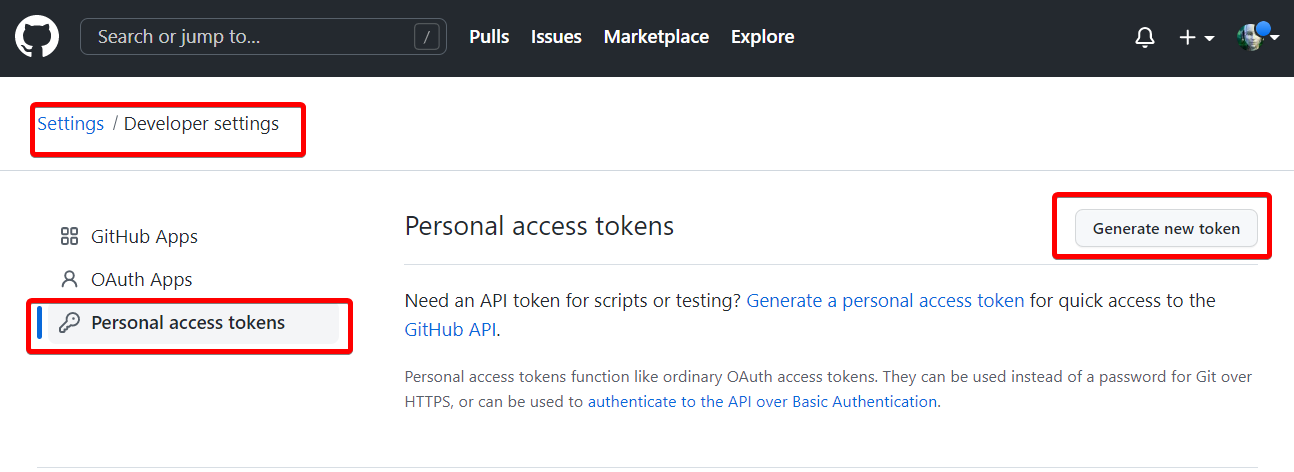 Search or jump to... /
Pulls Issues Marketplace Explore
Settings / Developer settings
GitHub Apps
OAuth Apps
Personal access tokens
Personal access tokens
Generate new token
Need an API token for scripts or testing? Generate a personal access token for quick access to the
GitHub API.
Personal access tokens function like ordinary OAuth access tokens. They can be used instead of a password for Git over
HTTPS, or can be used to authenticate to the API over Basic Authentication.